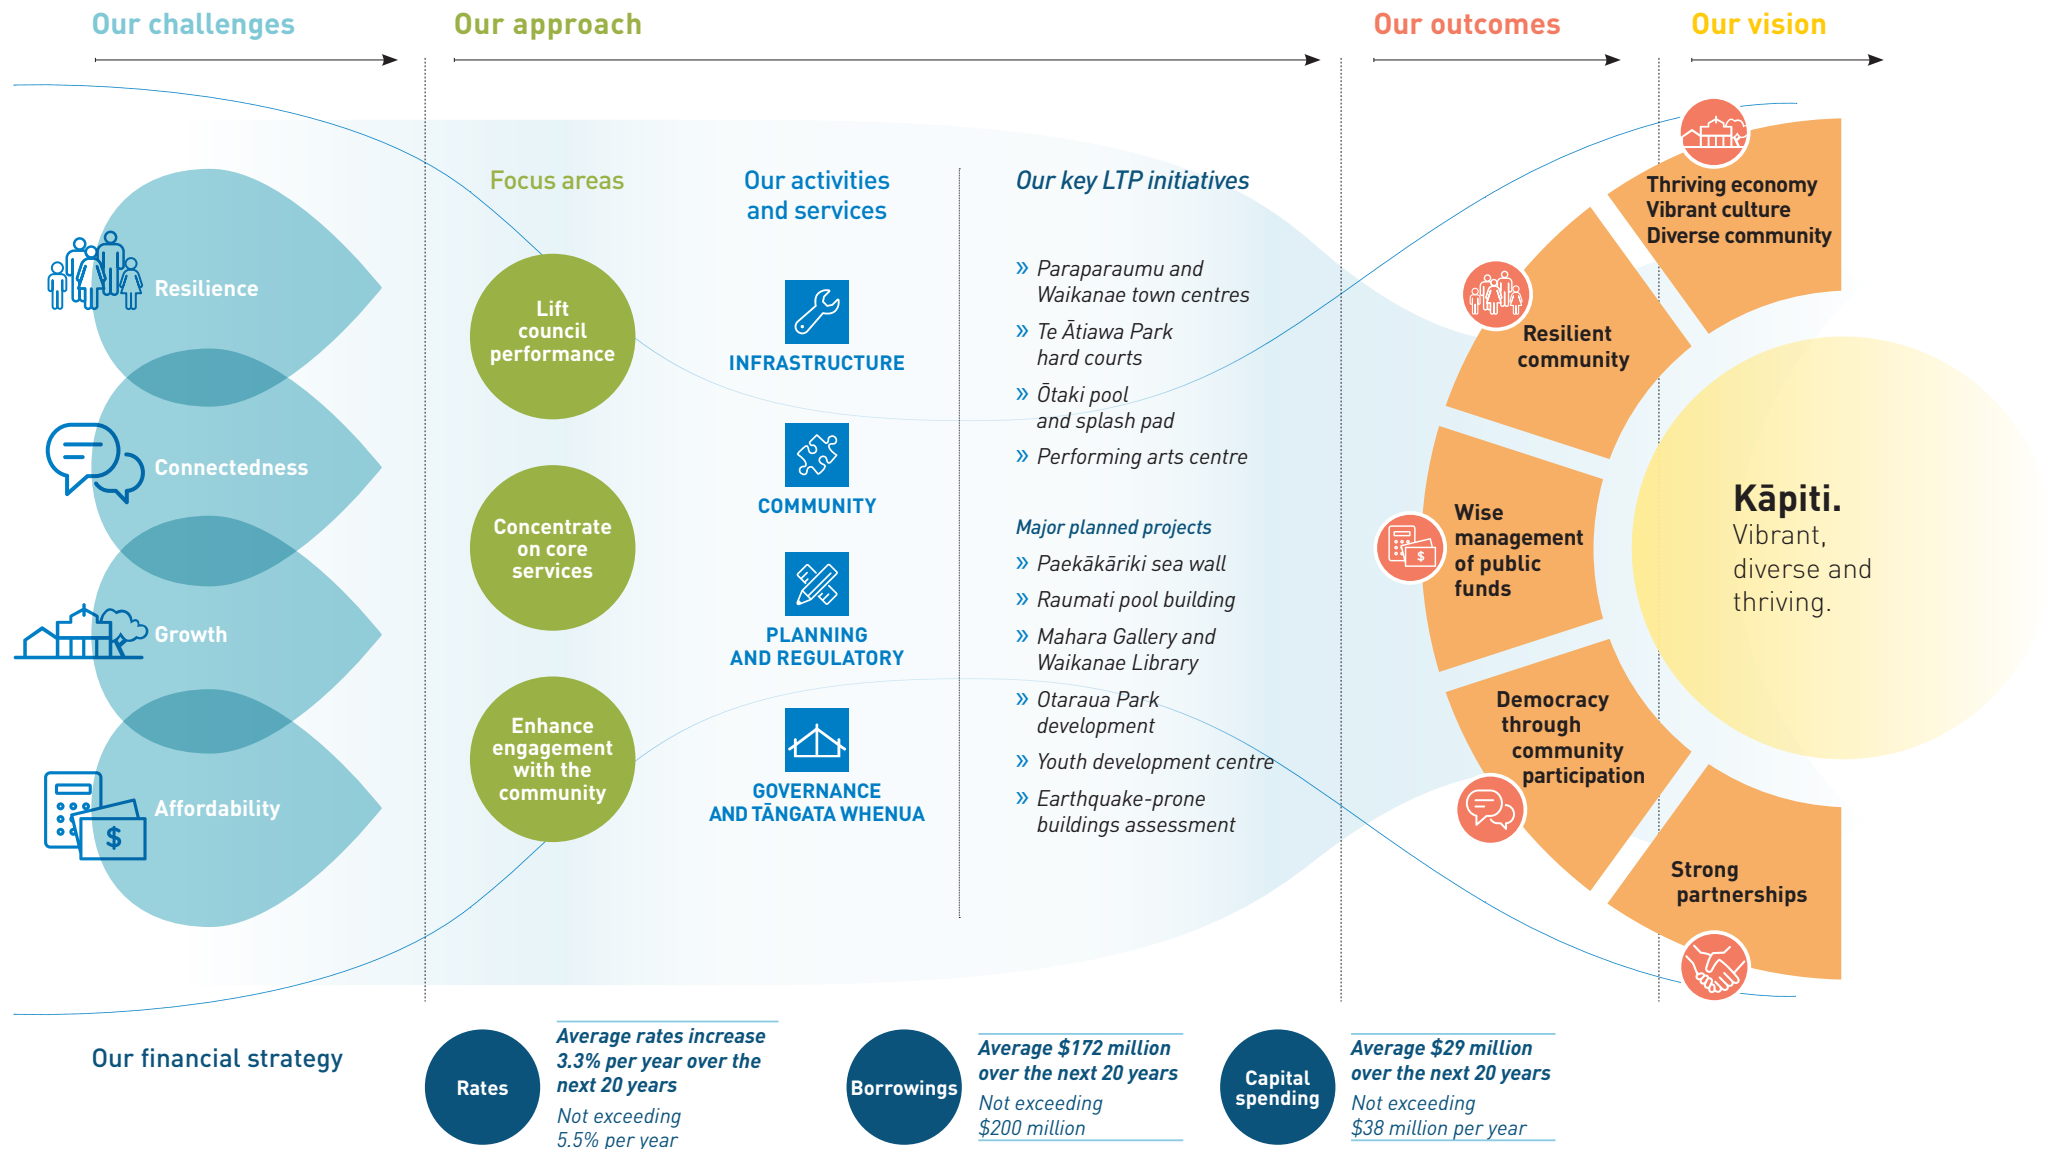 Our challenges
Our approach
Our outcomes
Our vision
Resilience
Connectedness
Growth
Affordability
$
Focus areas
Lift
council
performance
Concentrate
on core
services
Enhance
engagement
with the
community
Our activities
and services
INFRASTRUCTURE
COMMUNITY
PLANNING
AND REGULATORY
GOVERNANCE
AND TĀNGATA WHENUA
Our key LTP initiatives
» Paraparaumu and
Waikanae town centres
» Te Ātiawa Park
hard courts
» Ōtaki pool
and splash pad
» Performing arts centre
Major planned projects
» Paekākāriki sea wall
» Raumati pool building
» Mahara Gallery and
Waikanae Library
» Otaraua Park
development
» Youth development centre
» Earthquake-prone
buildings assessment
Thriving economy
Vibrant culture
Diverse community
Resilient
community
Wise
management
of public
funds
$
Democracy
through
community
participation
Strong
partnerships
Kāpiti.
Vibrant,
diverse and
thriving.
Our financial strategy
Rates
Average rates increase
3.3% per year over the
next 20 years
Not exceeding
5.5% per year
Borrowings
Average $172 million
over the next 20 years
Not exceeding
$200 million
Capital
spending
Average $29 million
over the next 20 years
Not exceeding
$38 million per year